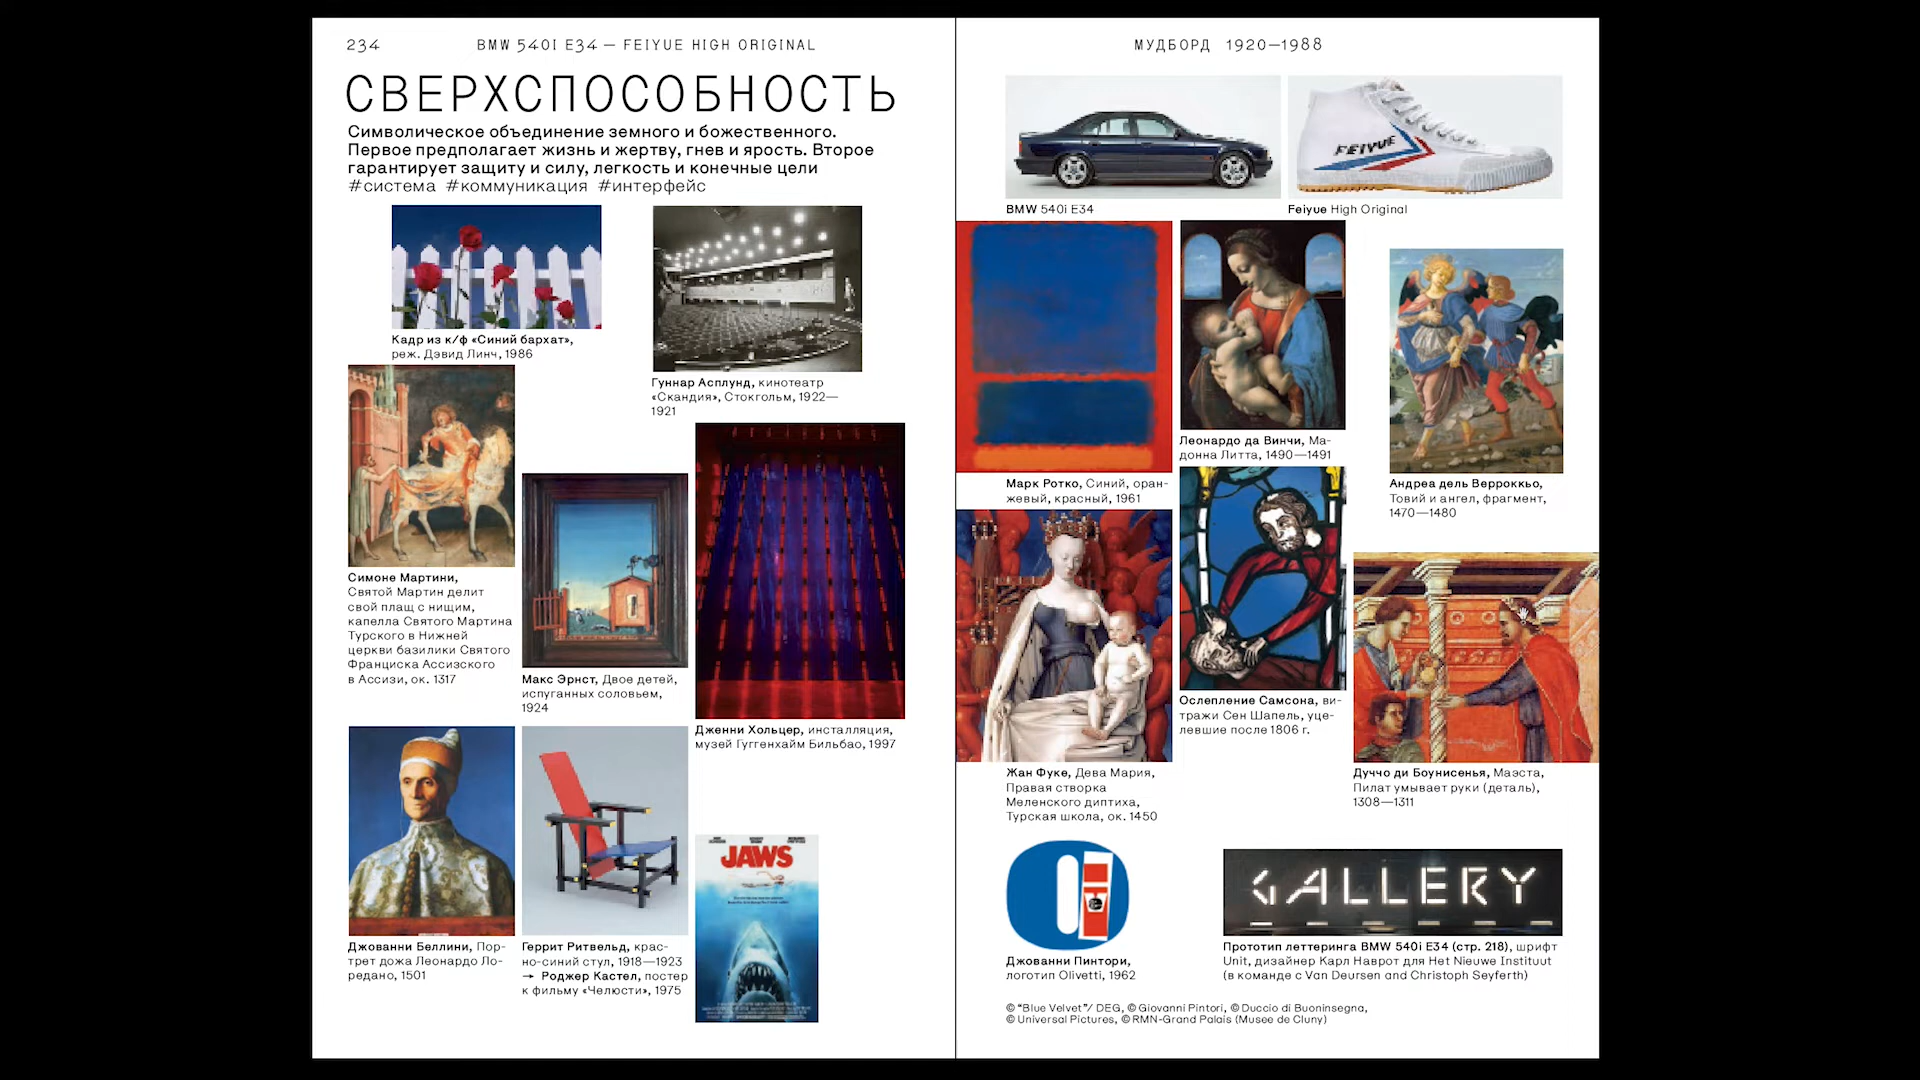 234
BMW 540I E34 — FEIYUE HIGH ORIGINAL
СВЕРХСПОСОБНОСТЬ
Символическое объединение земного и божественного.
Первое предполагает жизнь и жертву, гнев и ярость. Второе
гарантирует защиту и силу, легкость и конечные цели
#система #коммуникация #интерфейс
Кадр из к/ф «Синий бархат»,
реж. Дэвид Линч, 1986
Гуннар Асплунд, кинотеатр
«Скандия», Стокгольм, 1922—
1921
Симоне Мартини,
Святой Мартин делит
свой плащ с нищим,
капелла Святого Мартина
Турского в Нижней
церкви базилики Святого
Франциска Ассизского
в Ассизи, ок. 1317
Макс Эрнст, Двое детей,
испуганных соловьем,
1924
Дженни Хольцер, инсталляция,
музей Гуггенхайм Бильбао, 1997
Джованни Беллини, Пор-
трет дожа Леонардо Ло-
редано, 1501
Геррит Ритвельд, крас-
но-синий стул, 1918—1923
→ Роджер Кастел, постер
к фильму «Челюсти», 1975
JAWS
МУДБОРД 1920—1988
FEIYUE
BMW 540i E34
Feiyue High Original
Марк Ротко, Синий, оран-
жевый, красный, 1961
Леонардо да Винчи, Ма-
донна Литта, 1490—1491
Андреа дель Верроккьо,
Товий и ангел, фрагмент,
1470—1480
Жан Фуке, Дева Мария,
Правая створка
Меленского диптиха,
Турская школа, ок. 1450
Ослепление Самсона, ви-
тражи Сен Шапель, уце-
левшие после 1806 г.
Дуччо ди Боунисенья, Маэста,
Пилат умывает руки (деталь),
1308—1311
Джованни Пинтори,
логотип Olivetti, 1962
GALLERY
Прототип леттеринга BMW 540i E34 (стр. 218), шрифт
Unit, дизайнер Карл Наврот для Het Nieuwe Instituut
(в команде с Van Deursen and Christoph Seyferth)
© “Blue Velvet”/ DEG, © Giovanni Pintori, © Duccio di Buoninsegna,
© Universal Pictures, © RMN-Grand Palais (Musee de Cluny)